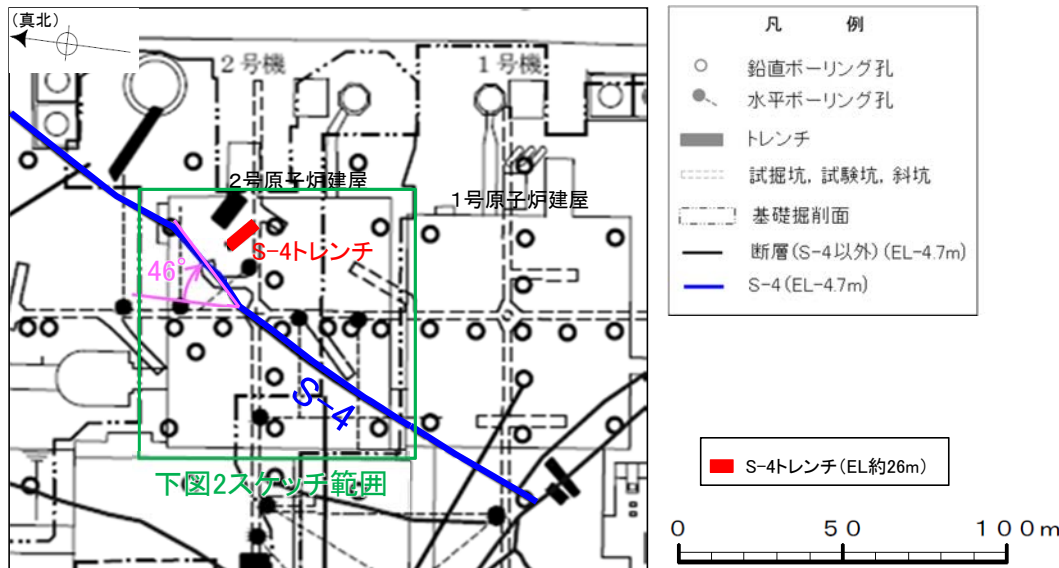 (真北)
2号機
1号機
2号原子炉建屋
1号原子炉建屋
S-4トレンチ
46°
S-4
下図2スケッチ範囲
凡 例
鉛直ボーリング孔
水平ボーリング孔
トレンチ
試掘坑, 試験坑, 斜坑
基礎掘削面
断層(S-4以外)(EL-4.7m)
S-4(EL-4.7m)
S-4トレンチ(EL約26m)
0 50 100m